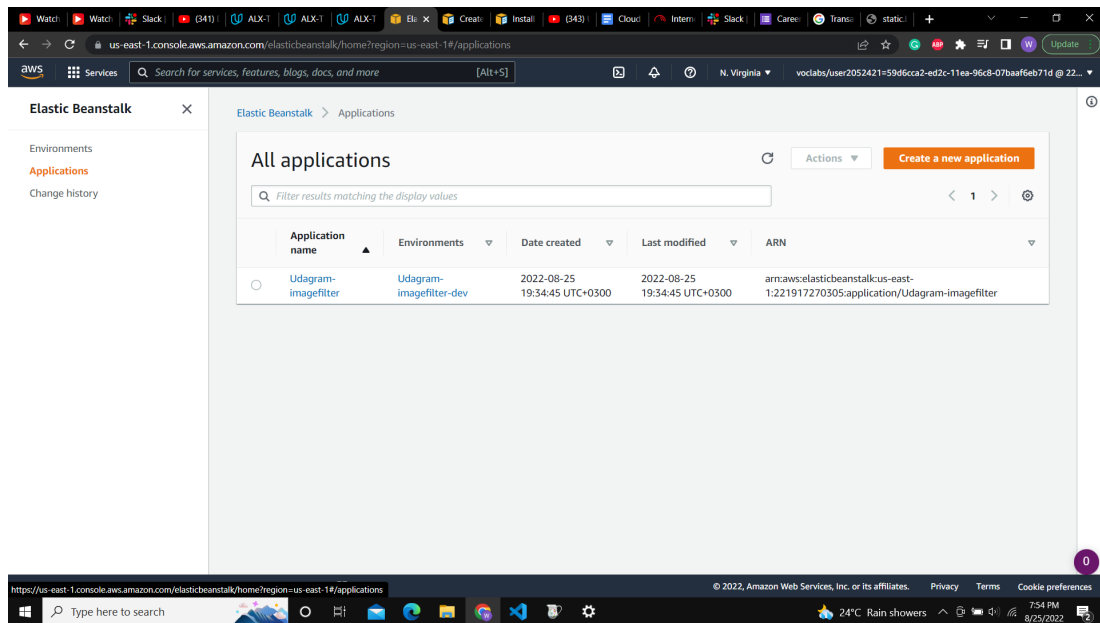 Watch
Watch
Slack
(341)
ALX-T
ALX-T
ALX-T
Ela
Create
Install
(343)
Cloud
Intern
Slack
Career
Transa
static.
us-east-1.console.aws.amazon.com/elasticbeanstalk/home?region=us-east-1#/applications
ABP
W
Update
aws
Services
Search for services, features, blogs, docs, and more
[Alt+S]
N. Virginia
voclabs/user2052421=59d6cca2-ed2c-11ea-96c8-07baaf6eb71d @ 22...
Elastic Beanstalk
Environments
Applications
Change history
Elastic Beanstalk > Applications
All applications
Actions
Create a new application
Filter results matching the display values
1
Application name
Environments
Date created
Last modified
ARN
Udagram-
imagefilter
Udagram-
imagefilter-dev
2022-08-25
19:34:45 UTC+0300
2022-08-25
19:34:45 UTC+0300
arn:aws:elasticbeanstalk:us-east-
1:221917270305:application/Udagram-imagefilter
0
https://us-east-1.console.aws.amazon.com/elasticbeanstalk/home?region=us-east-1#/applications
© 2022, Amazon Web Services, Inc. or its affiliates.
Privacy
Terms
Cookie preferences
Type here to search
24°C Rain showers
7:54 PM
8/25/2022
2